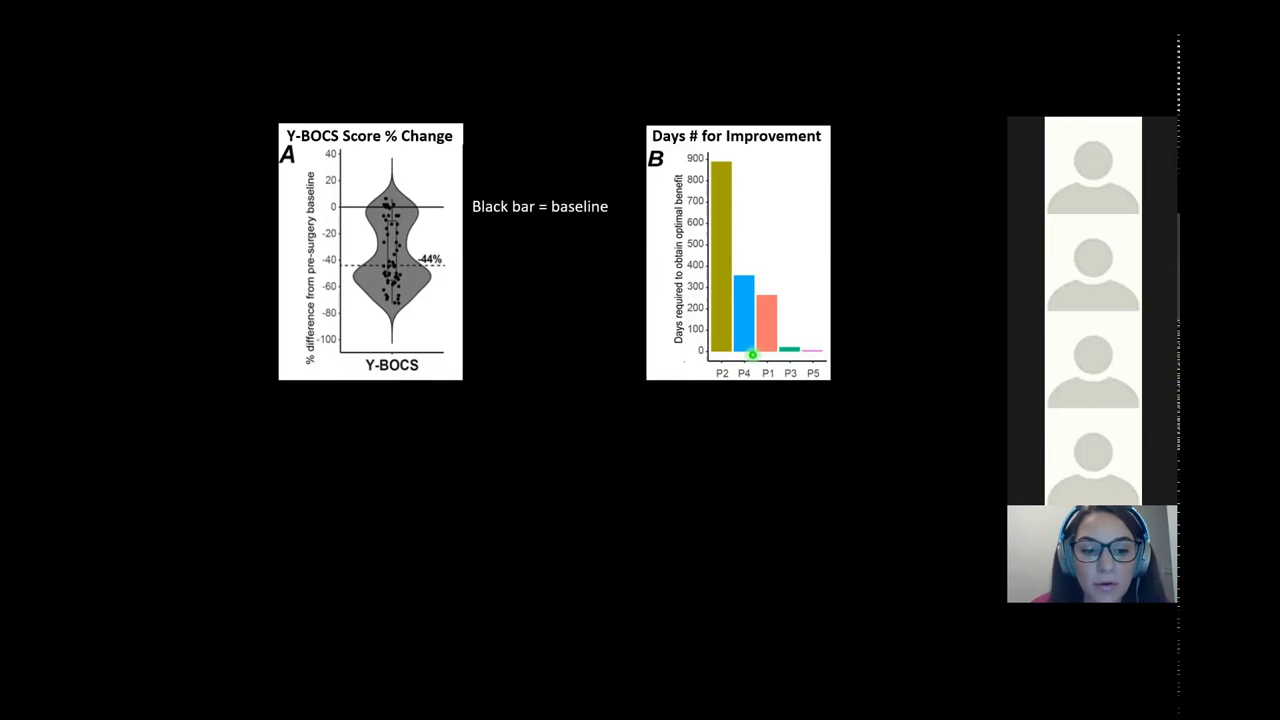 Y-BOCS Score % Change
A
% difference from pre-surgery baseline
40
20
0
-20
-40
-60
-80
-100
-44%
Y-BOCS
Black bar = baseline
Days # for Improvement
B
Days required to obtain optimal benefit
900
800
700
600
500
400
300
200
100
0
P2 P4 P1 P3 P5